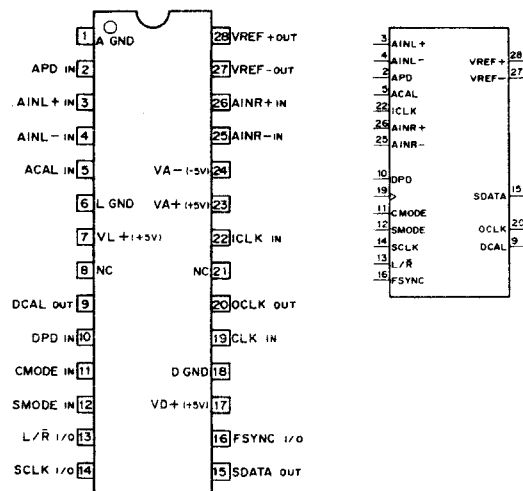 1 A GND 28 VREF+OUT
APD IN 2 27 VREF-OUT
AINL+ IN 3 26 AINR+ IN
AINL- IN 4 25 AINR- IN
ACAL IN 5 VA- (-5V) 24
6 L GND VA+ (+5V) 23
7 VL+ (+5V) 22 ICLK IN
8 NC NC 21
DCAL OUT 9 20 OCLK OUT
DPD IN 10 19 CLK IN
CMODE IN 11 D GND 18
SMODE IN 12 VD+ (+5V) 17
L/R̄ I/O 13 16 FSYNC I/O
SCLK I/O 14 15 SDATA OUT
3 AINL+
4 AINL- VREF+ 28
2 APD VREF- 27
5 ACAL
22 ICLK
26 AINR+
25 AINR-
10 DPD
19 SDATA 15
11 CMODE
12 SMODE OCLK 20
14 SCLK DCAL 9
13 L/R̄
16 FSYNC